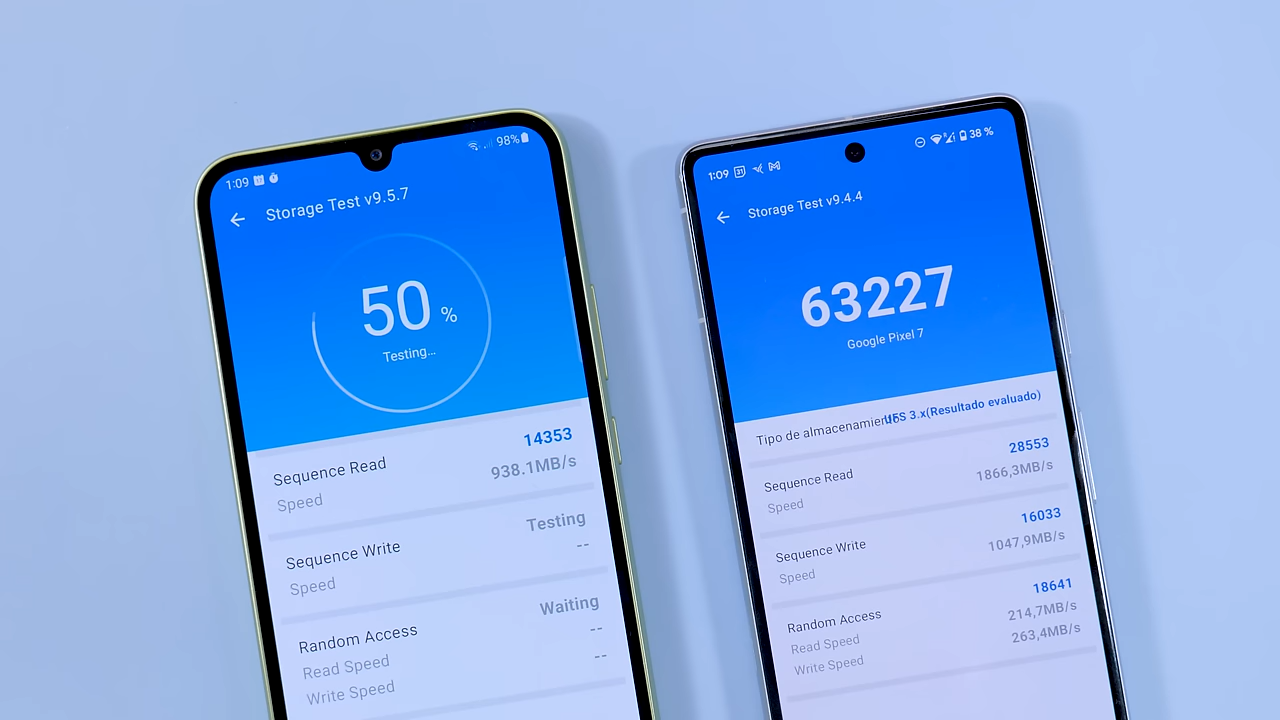 1:09
98%
Storage Test v9.5.7
50 %
Testing...
Sequence Read
14353
Speed
938.1MB/s
Sequence Write
Testing
Speed
--
Random Access
Waiting
Read Speed
--
Write Speed
--
1:09
31
38 %
Storage Test v9.4.4
63227
Google Pixel 7
Tipo de almacenamiento
UFS 3.x(Resultado evaluado)
Sequence Read
28553
Speed
1866,3MB/s
Sequence Write
16033
Speed
1047,9MB/s
Random Access
18641
Read Speed
214,7MB/s
Write Speed
263,4MB/s